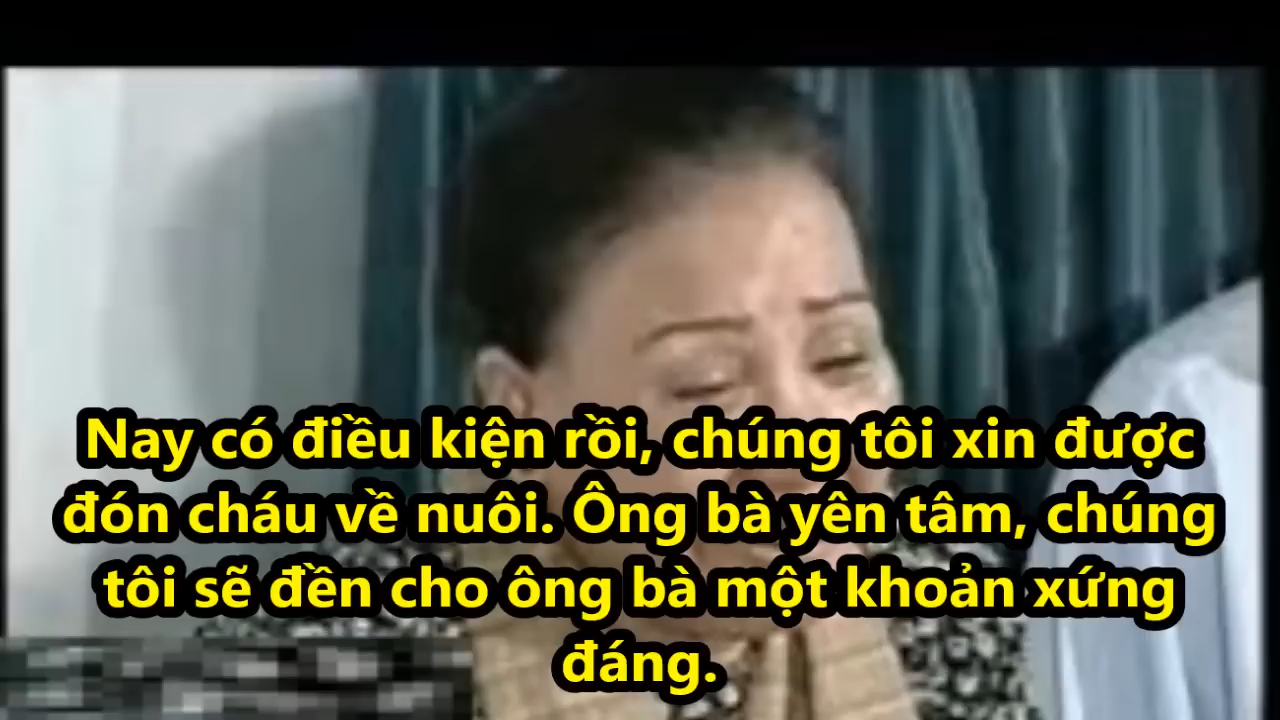 Nay có điều kiện rồi, chúng tôi xin được
đón cháu về nuôi. Ông bà yên tâm, chúng
tôi sẽ đền cho ông bà một khoản xứng
đáng.